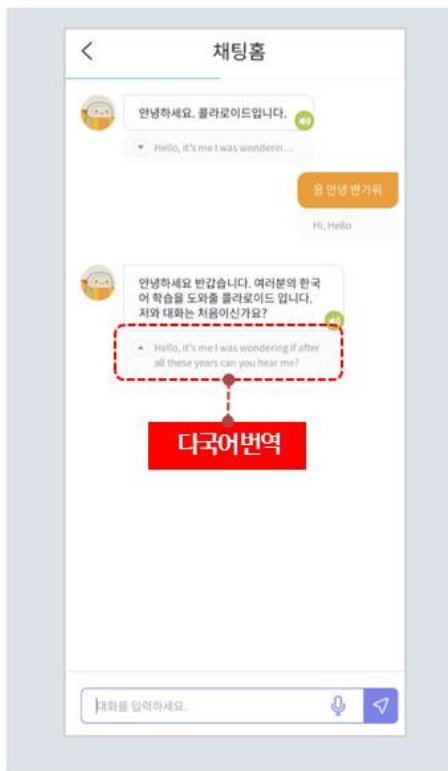 채팅홈
안녕하세요. 콜라로이드입니다.
Hello, it's me I was wonderin...
응 안녕 반가워
Hi, Hello
안녕하세요 반갑습니다. 여러분의 한국
어 학습을 도와줄 콜라로이드 입니다.
저와 대화는 처음이신가요?
Hello, it's me I was wondering if after
all these years can you hear me?
다국어번역
대화를 입력하세요.